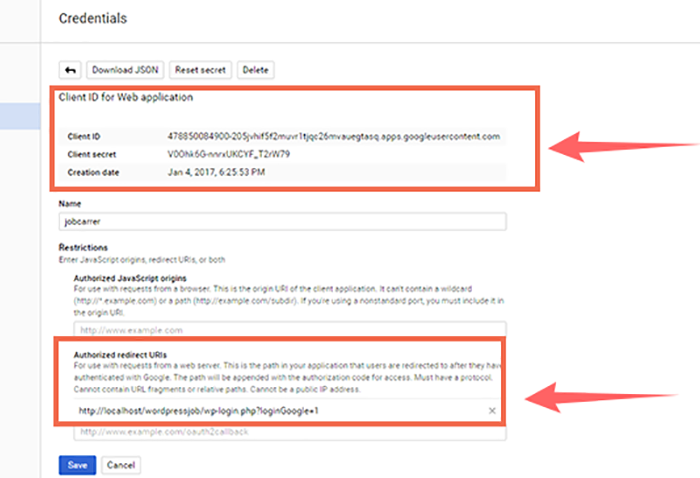 Credentials
Download JSON Reset secret Delete
Client ID for Web application
Client ID 478850084900-205jvhif5f2muvr1tjqc26mvauegtasq.apps.googleusercontent.com
Client secret V0Ohk6G-nnrxUKCYF_T2rW79
Creation date Jan 4, 2017, 6:25:53 PM
Name
jobcarrer
Restrictions
Enter JavaScript origins, redirect URIs, or both
Authorized JavaScript origins
For use with requests from a browser. This is the origin URI of the client application. It can't contain a wildcard
(http://*.example.com) or a path (http://example.com/subdir). If you're using a nonstandard port, you must include it in
the origin URI.
http://www.example.com
Authorized redirect URIs
For use with requests from a web server. This is the path in your application that users are redirected to after they have
authenticated with Google. The path will be appended with the authorization code for access. Must have a protocol.
Cannot contain URL fragments or relative paths. Cannot be a public IP address.
http://localhost/wordpressjob/wp-login.php?loginGoogle=1
http://www.example.com/oauth2callback
Save Cancel